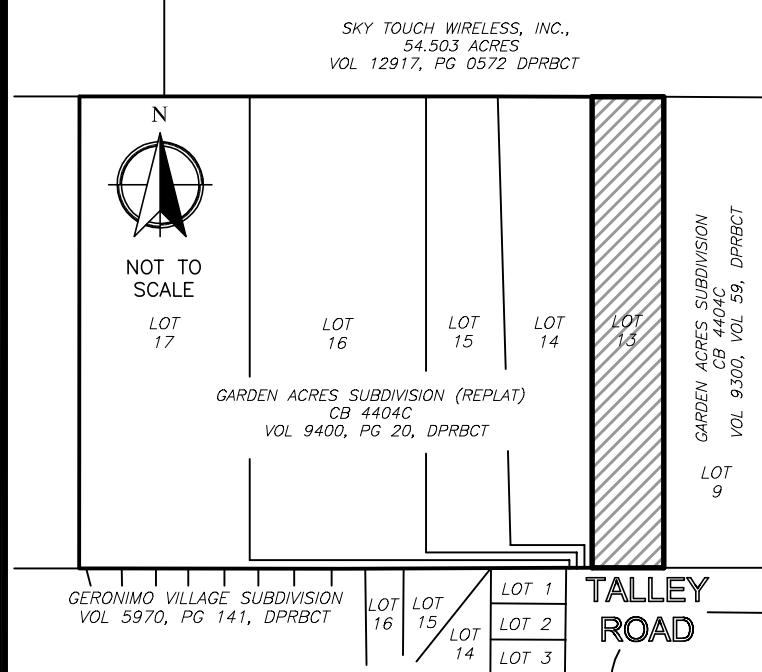 SKY TOUCH WIRELESS, INC.,
54.503 ACRES
VOL 12917, PG 0572 DPRBCT
N
NOT TO
SCALE
LOT
17
LOT
16
LOT
15
LOT
14
LOT
13
GARDEN ACRES SUBDIVISION (REPLAT)
CB 4404C
VOL 9400, PG 20, DPRBCT
GARDEN ACRES SUBDIVISION
CB 4404C
VOL 9300, VOL 59, DPRBCT
LOT
9
GERONIMO VILLAGE SUBDIVISION
VOL 5970, PG 141, DPRBCT
LOT
16
LOT
15
LOT
14
LOT 1
LOT 2
LOT 3
TALLEY
ROAD